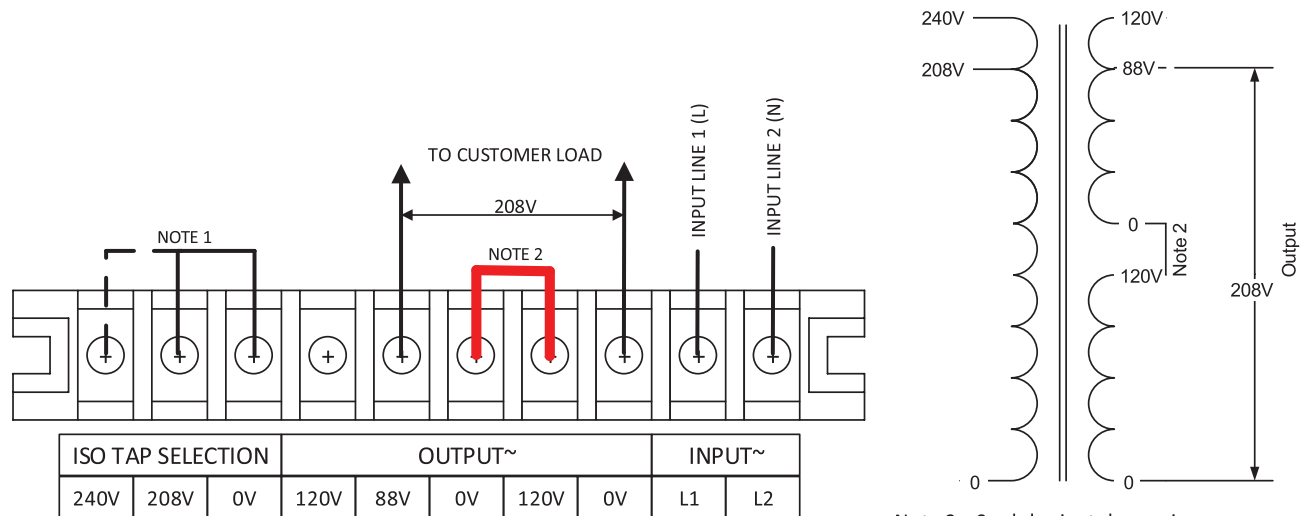 240V
120V
208V
88V
INPUT LINE 1 (L)
INPUT LINE 2 (N)
TO CUSTOMER LOAD
208V
NOTE 1
NOTE 2
0
Note 2
120V
208V
Output
0
0
ISO TAP SELECTION OUTPUT~ INPUT~
240V 208V 0V 120V 88V 0V 120V 0V L1 L2